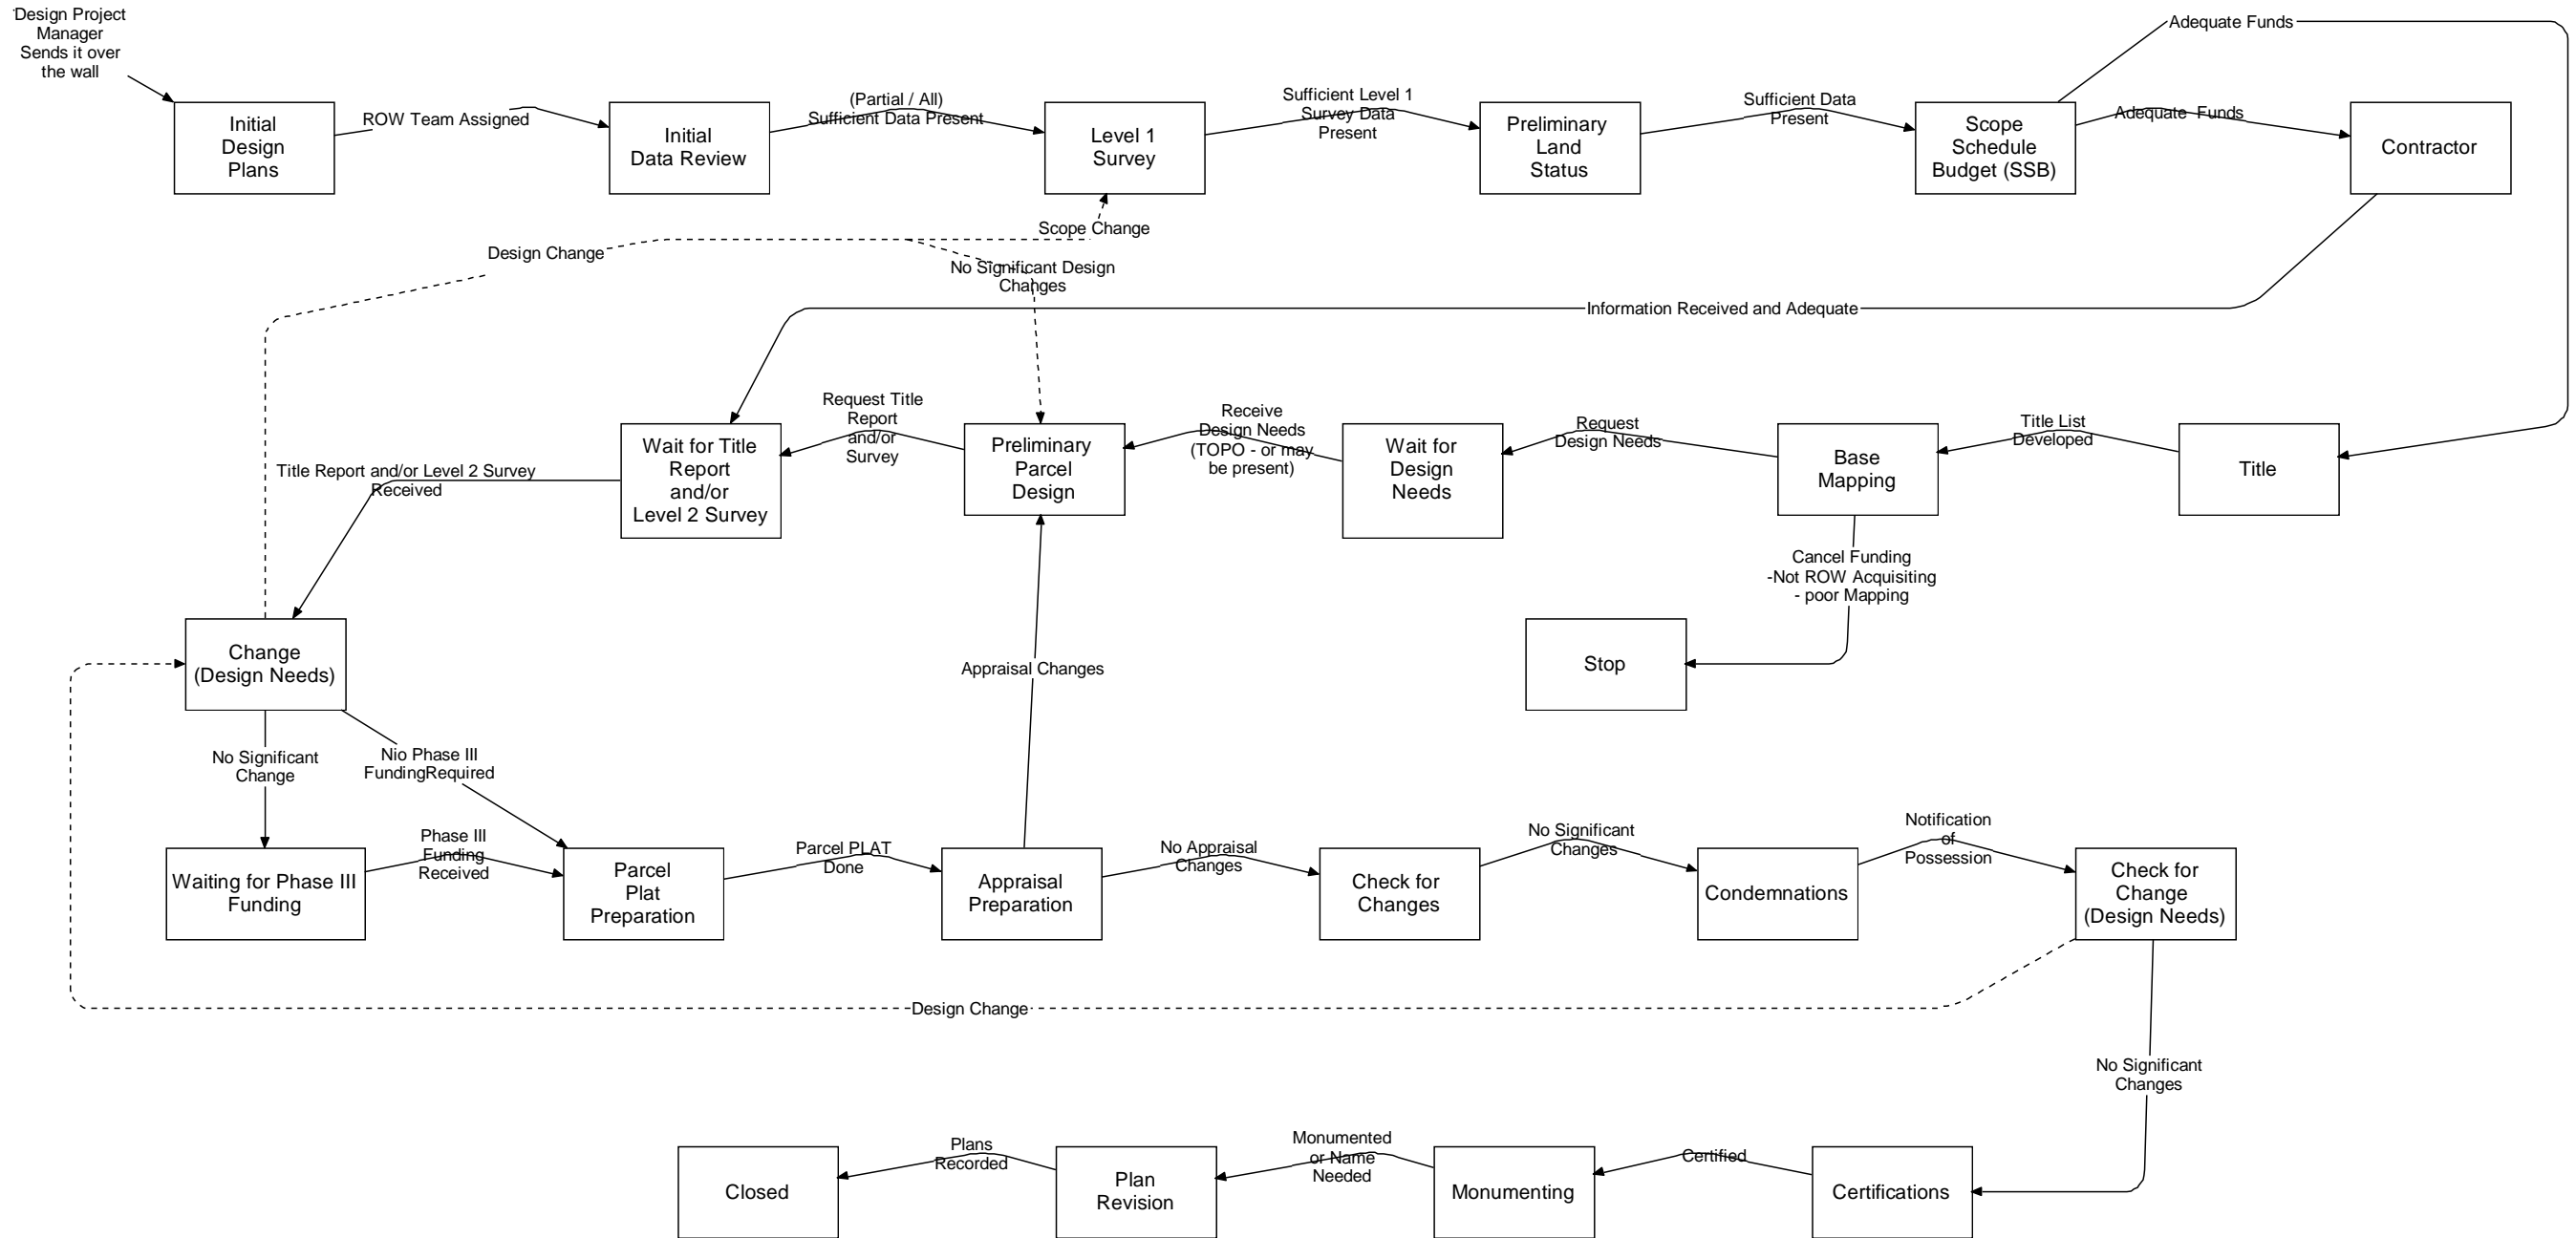 Design Project
Manager
Sends it over
the wall
Adequate Funds
Initial
Design
Plans
ROW Team Assigned
Initial
Data Review
(Partial / All)
Sufficient Data Present
Level 1
Survey
Sufficient Level 1
Survey Data
Present
Preliminary
Land
Status
Sufficient Data
Present
Scope
Schedule
Budget (SSB)
Adequate Funds
Contractor
Scope Change
Design Change
No Significant Design
Changes
Information Received and Adequate
Wait for Title
Report
and/or
Level 2 Survey
Request Title
Report
and/or
Survey
Preliminary
Parcel
Design
Receive
Design Needs
(TOPO - or may
be present)
Wait for
Design
Needs
Request
Design Needs
Base
Mapping
Title List
Developed
Title
Title Report and/or Level 2 Survey
Received
Cancel Funding
-Not ROW Acquisiting
- poor Mapping
Change
(Design Needs)
Stop
Appraisal Changes
No Significant
Change
Nio Phase III
FundingRequired
Waiting for Phase III
Funding
Phase III
Funding
Received
Parcel
Plat
Preparation
Parcel PLAT
Done
Appraisal
Preparation
No Appraisal
Changes
Check for
Changes
No Significant
Changes
Condemnations
Notification
of
Possession
Check for
Change
(Design Needs)
Design Change
No Significant
Changes
Closed
Plans
Recorded
Plan
Revision
Monumented
or Name
Needed
Monumenting
Certified
Certifications